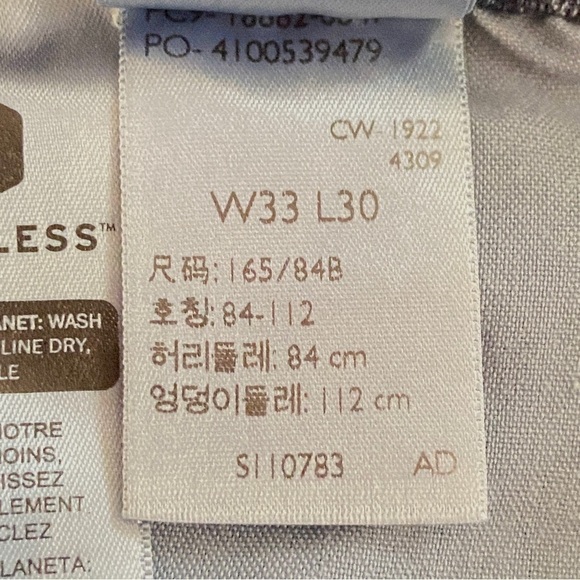 PO- 4100539479
CW- 1922
4309
W33 L30
尺码: 165/84B
호칭: 84-112
허리둘레: 84 cm
엉덩이둘레: 112 cm
S110783 AD
LESS™
ANET: WASH
LINE DRY,
LE
NOTRE
MOINS,
ISSEZ
LEMENT
CLEZ
LANETA: